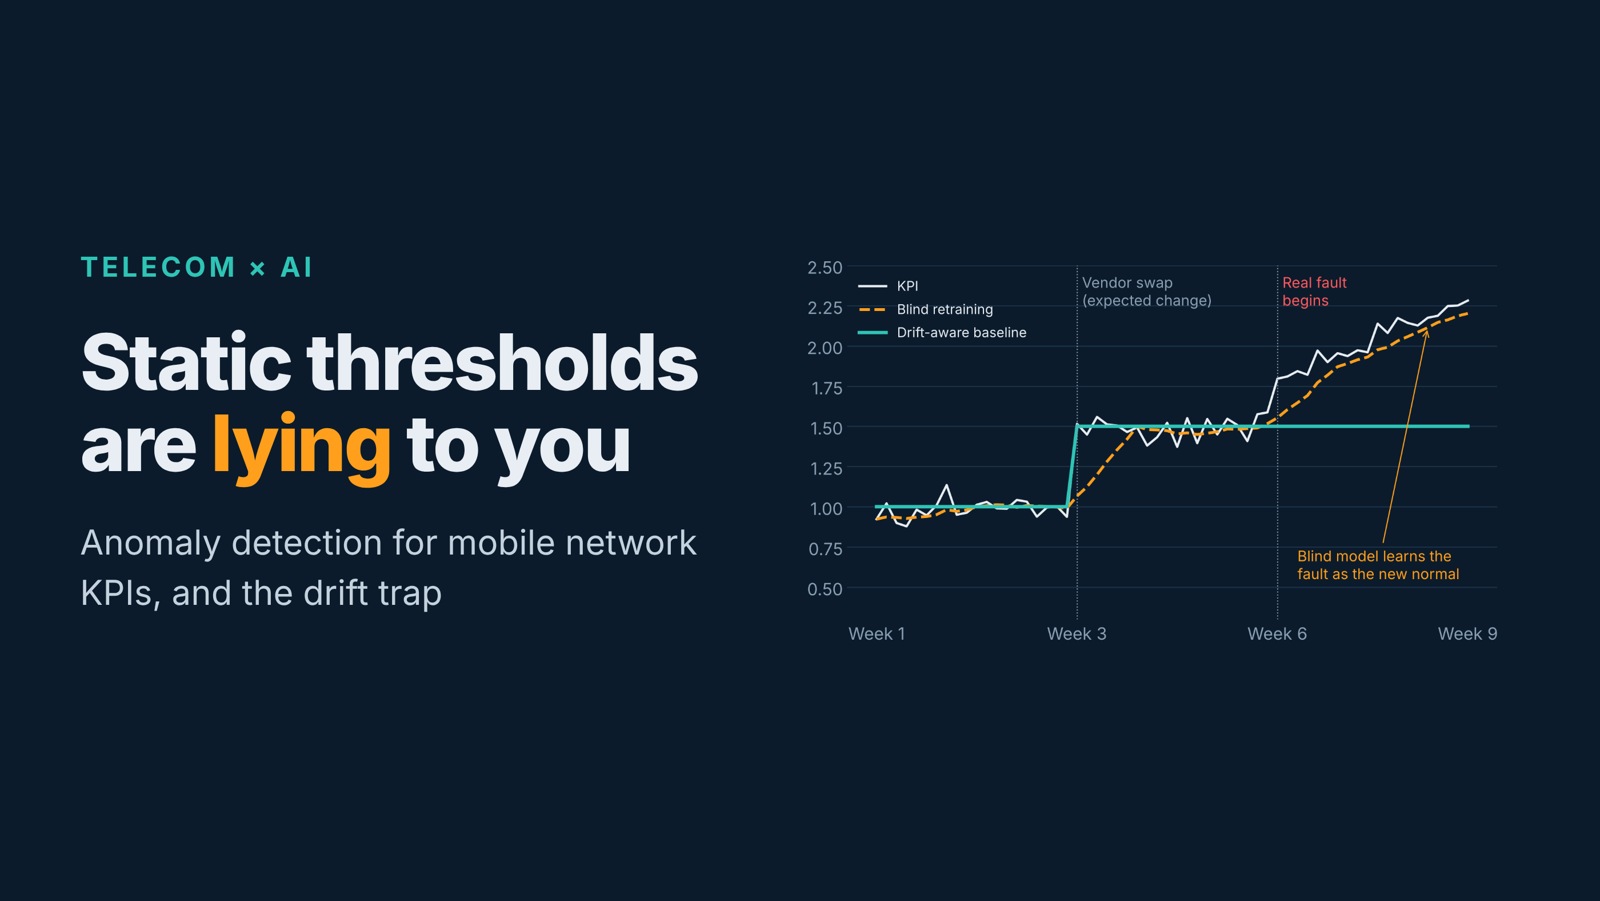 TELECOM × AI
Static thresholds
are lying to you
Anomaly detection for mobile network
KPIs, and the drift trap
2.50
2.25
2.00
1.75
1.50
1.25
1.00
0.75
0.50
KPI
Blind retraining
Drift-aware baseline
Vendor swap
(expected change)
Real fault
begins
Blind model learns the
fault as the new normal
Week 1
Week 3
Week 6
Week 9